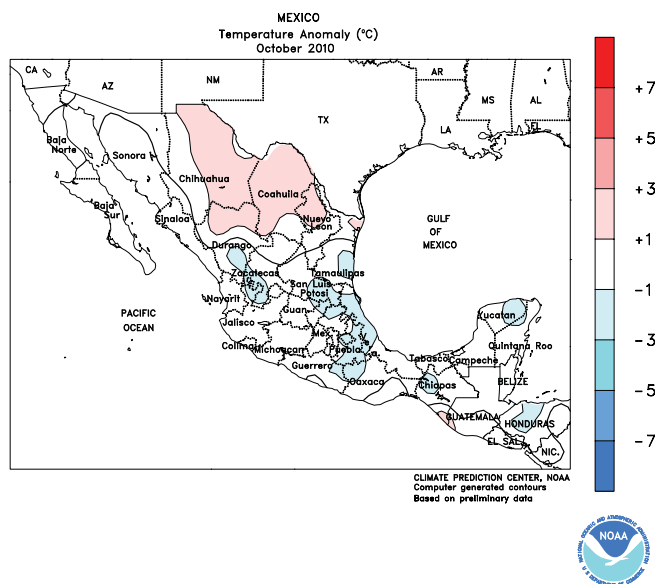 MEXICO
Temperature Anomaly (°C)
October 2010
CA
AZ
NM
TX
AR
MS
AL
LA
FL
Baja
Norte
Sonora
Chihuahua
Coahuila
Baja
Sur
Sinaloa
Nuevo
Leon
Durango
Zacatecas
Tamaulipas
San Luis
Potosi
Nayarit
Guan
Jalisco
Mex
Colima
Michoacan
Puebla
Guerrero
Oaxaca
GULF
OF
MEXICO
PACIFIC
OCEAN
Yucatan
Quintana Roo
Tabasco
Campeche
Chiapas
BELIZE
GUATEMALA
HONDURAS
EL SAL
NIC.
+7
+5
+3
+1
-1
-3
-5
-7
CLIMATE PREDICTION CENTER, NOAA
Computer generated contours
Based on preliminary data
NOAA